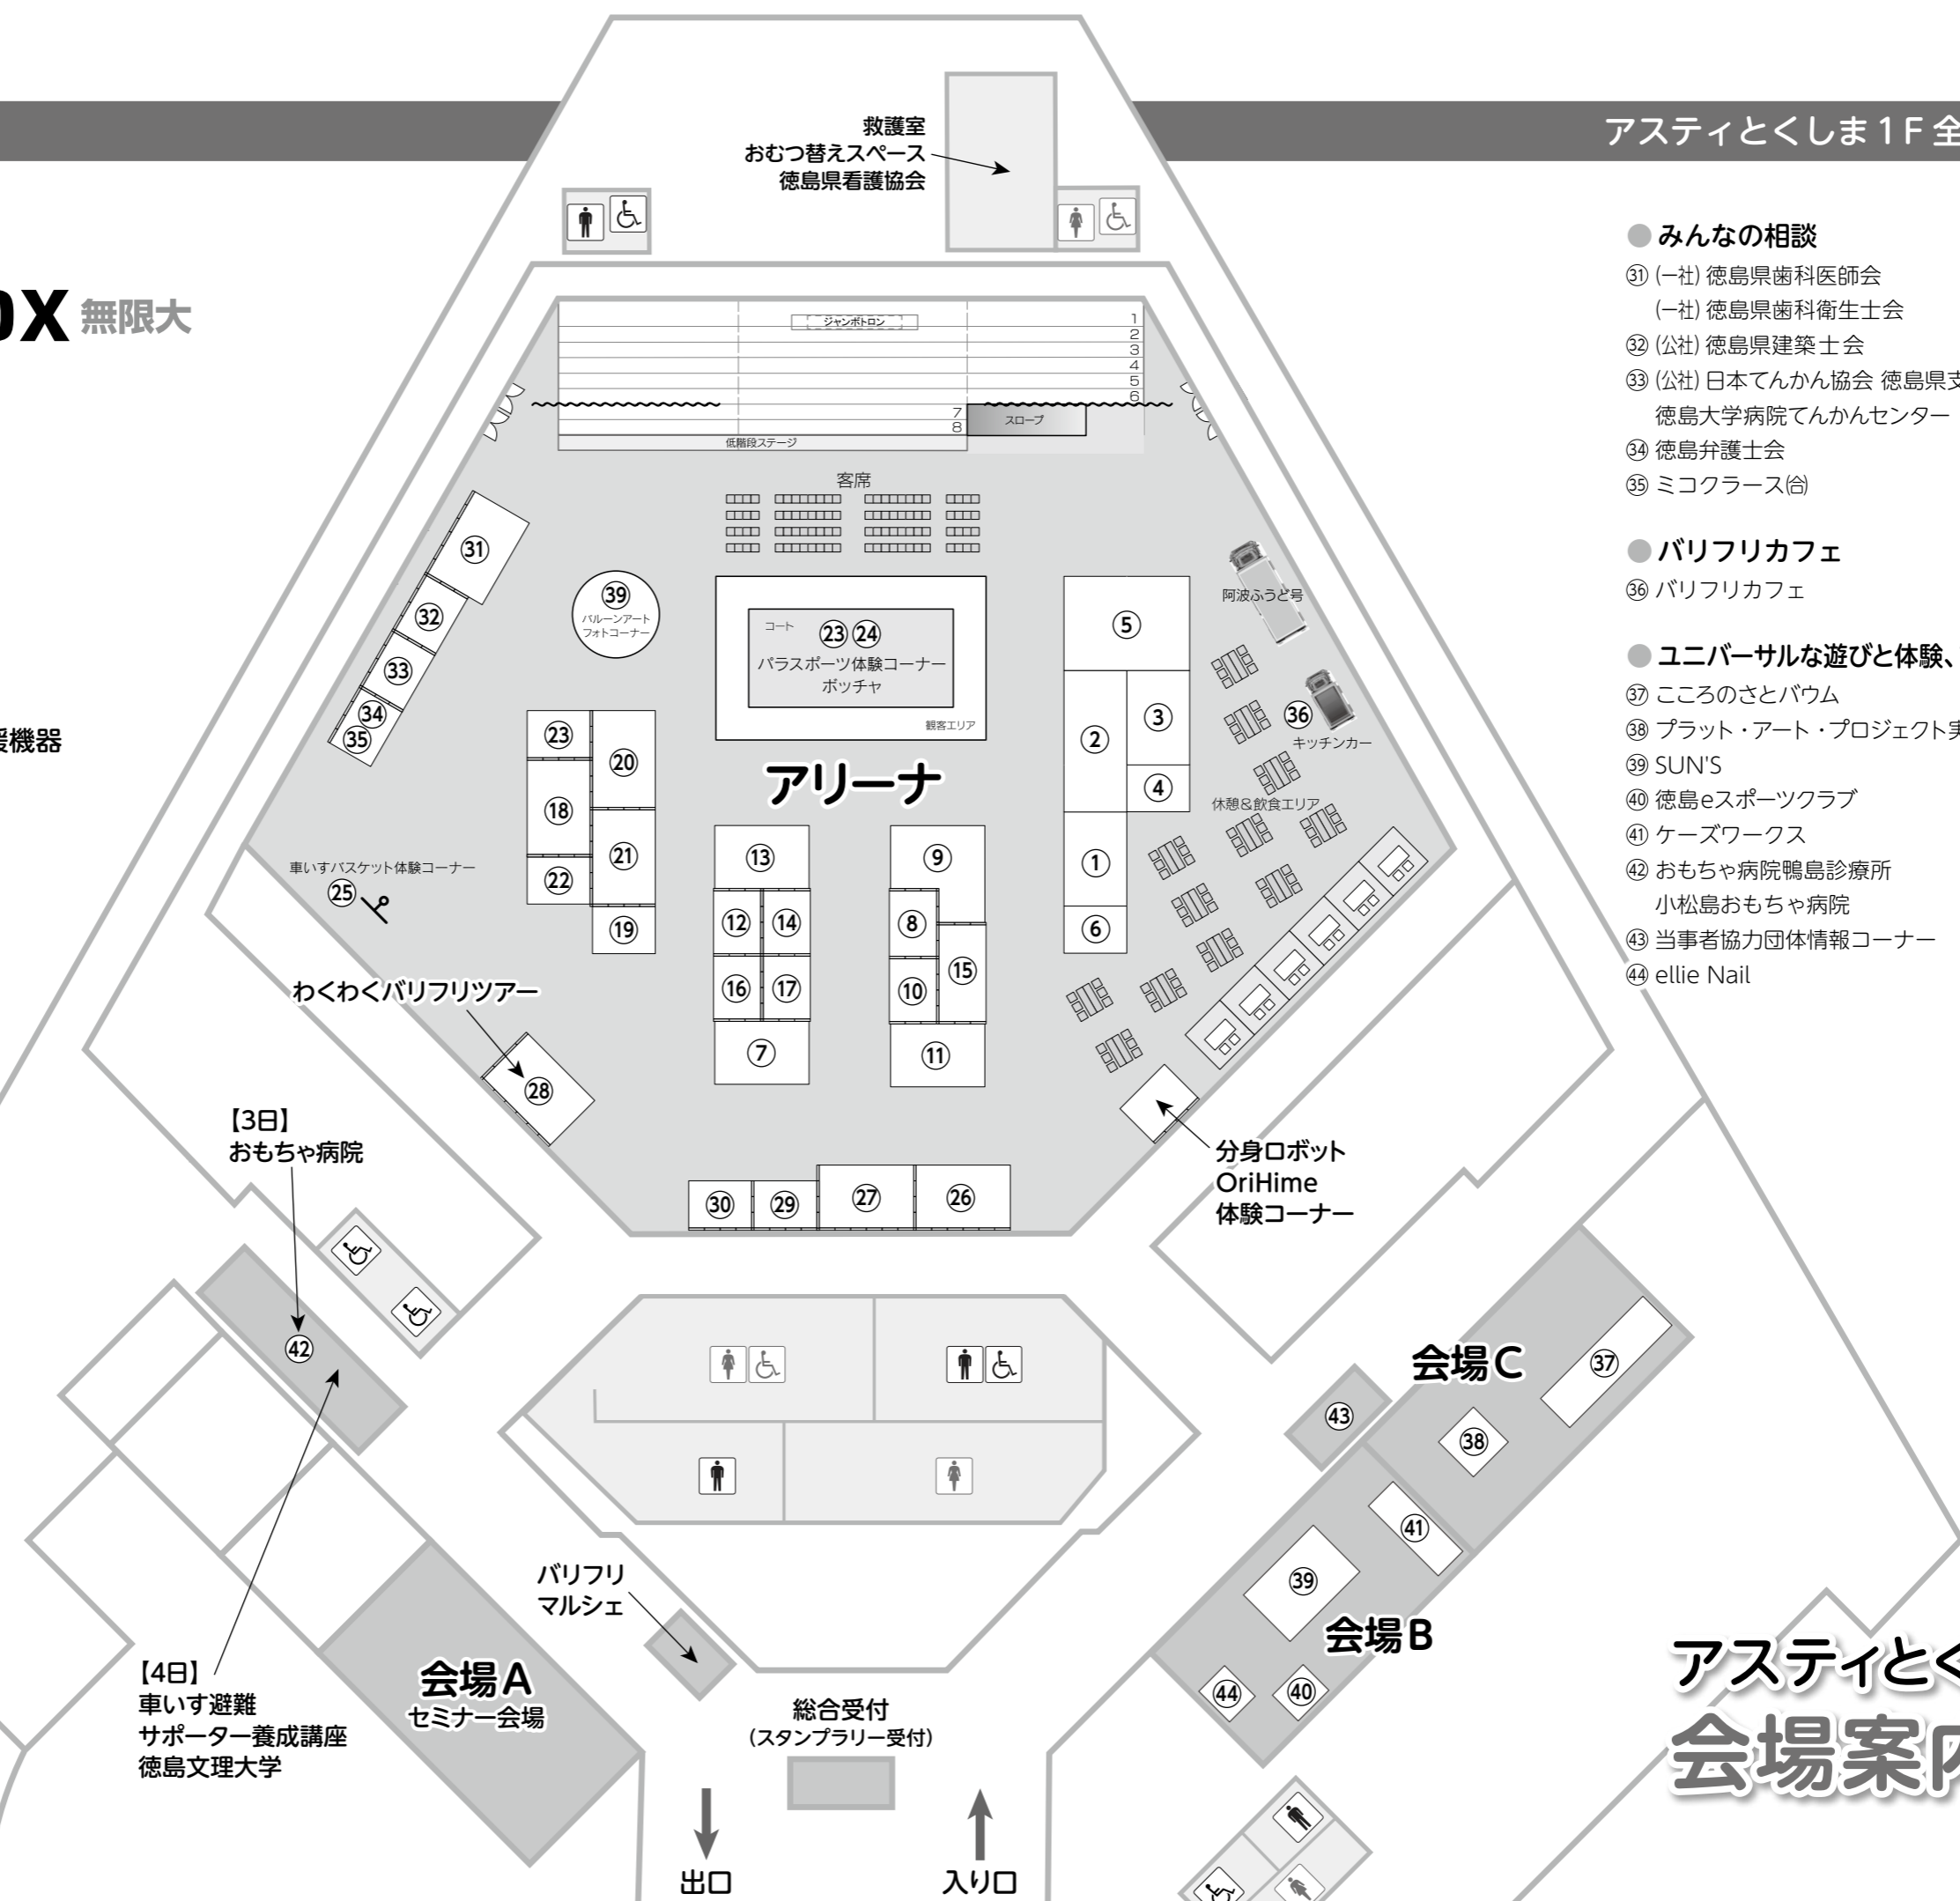 アスティとくしま1F 全
OX 無限大
援機器
救護室
おむつ替えスペース
徳島県看護協会
ジャンボトロン
1
2
3
4
5
6
7
8
スロープ
低階段ステージ
客席
㉛
㉜
㉝
㉞
㉟
㊴
バルーンアート
フォトコーナー
コート
㉓㉔
パラスポーツ体験コーナー
ボッチャ
観客エリア
アリーナ
⑤
②
③
④
①
⑥
阿波ふうど号
㊱
キッチンカー
休憩&飲食エリア
㉓
⑳
⑱
㉑
㉒
⑲
車いすバスケット体験コーナー
㉕
⑬
⑫
⑭
⑯
⑰
⑦
⑨
⑧
⑮
⑩
⑪
わくわくバリフリツアー
㉘
㉚
㉙
㉗
㉖
分身ロボット
OriHime
体験コーナー
【3日】
おもちゃ病院
㊷
【4日】
車いす避難
サポーター養成講座
徳島文理大学
会場A
セミナー会場
バリフリ
マルシェ
総合受付
(スタンプラリー受付)
出口
入り口
会場C
㊲
㊳
㊸
㊶
㊴
会場B
㊹
㊵
●みんなの相談
㉛(一社)徳島県歯科医師会
(一社)徳島県歯科衛生士会
㉜(公社)徳島県建築士会
㉝(公社)日本てんかん協会 徳島県支
徳島大学病院てんかんセンター
㉞徳島弁護士会
㉟ミコクラース㈾
●バリフリカフェ
㊱バリフリカフェ
●ユニバーサルな遊びと体験、
㊲こころのさとバウム
㊳プラット・アート・プロジェクト実
㊴SUN'S
㊵徳島eスポーツクラブ
㊶ケーズワークス
㊷おもちゃ病院鴨島診療所
小松島おもちゃ病院
㊸当事者協力団体情報コーナー
㊹ellie Nail
アスティとく
会場案内